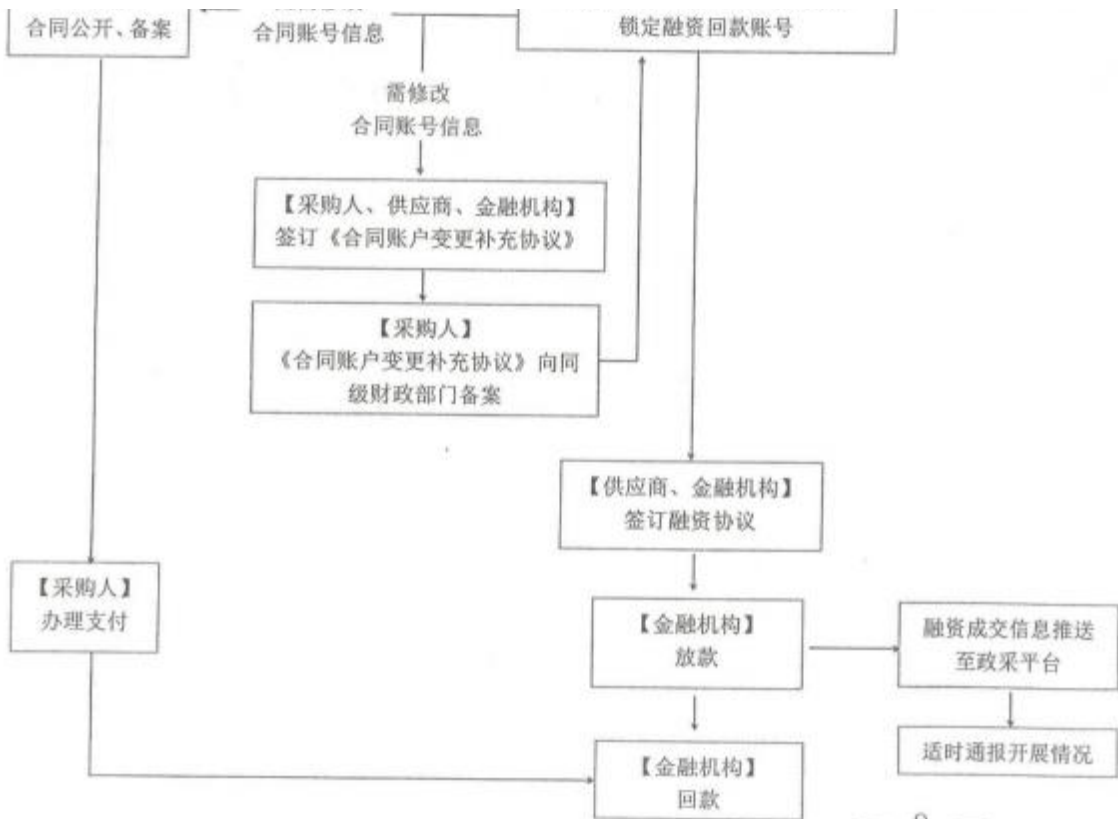 合同公开、备案
合同账号信息
锁定融资回款账号
需修改
合同账号信息
【采购人、供应商、金融机构】
签订《合同账户变更补充协议》
【采购人】
《合同账户变更补充协议》向同
级财政部门备案
【供应商、金融机构】
签订融资协议
【采购人】
办理支付
【金融机构】
放款
融资成交信息推送
至政采平台
【金融机构】
回款
适时通报开展情况